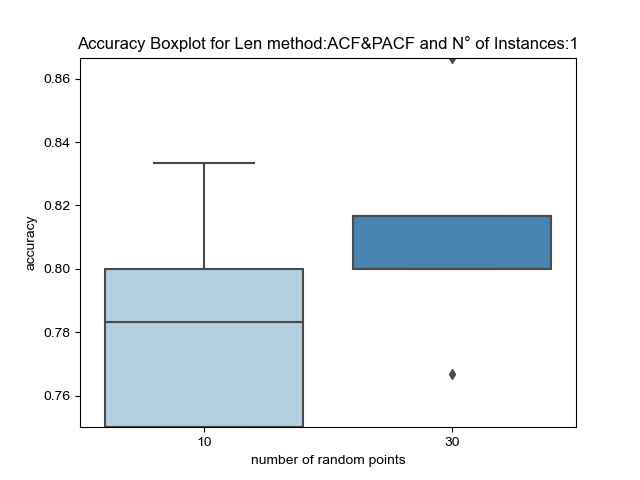 Accuracy Boxplot for Len method:ACF&PACF and N° of Instances:1
0.86
0.84
0.82
0.80
0.78
0.76
accuracy
10 30
number of random points